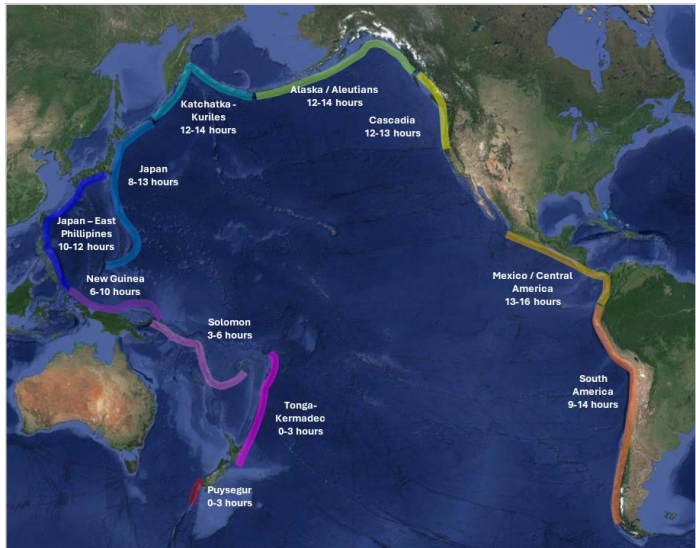 Alaska / Aleutians
12-14 hours
Katchatka-
Kuriles
12-14 hours
Cascadia
12-13 hours
Japan
8-13 hours
Japan – East
Phillipines
10-12 hours
New Guinea
6-10 hours
Mexico / Central
America
13-16 hours
Solomon
3-6 hours
South
America
9-14 hours
Tonga-
Kermadec
0-3 hours
Puysegur
0-3 hours